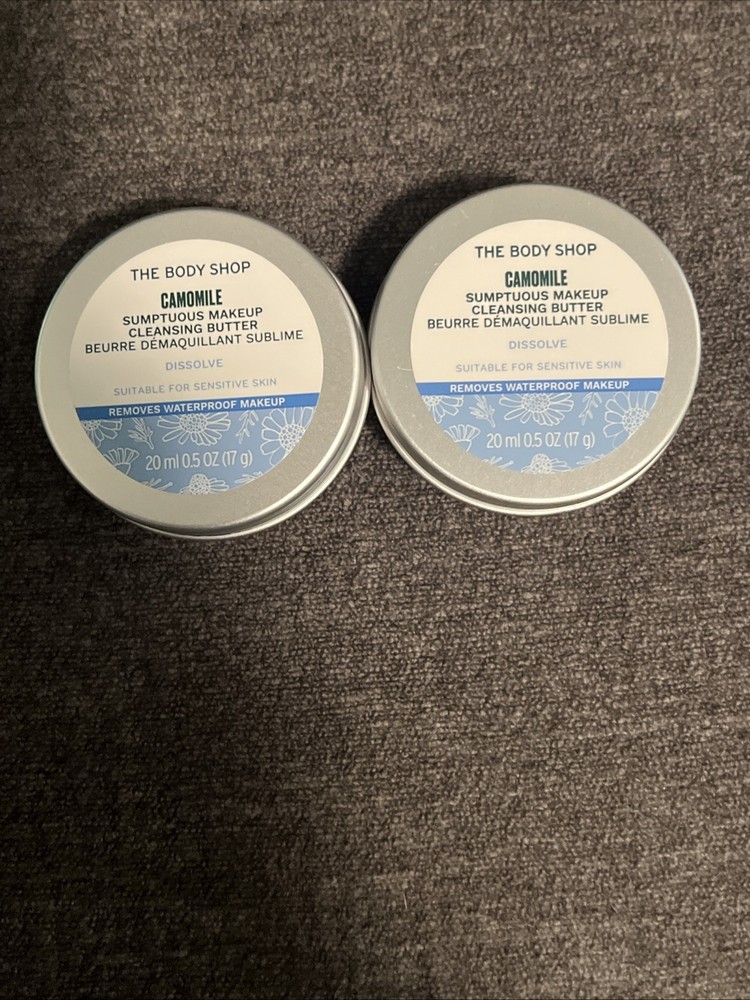 THE BODY SHOP
CAMOMILE
SUMPTUOUS MAKEUP
CLEANSING BUTTER
BEURRE DÉMAQUILLANT SUBLIME
DISSOLVE
SUITABLE FOR SENSITIVE SKIN
REMOVES WATERPROOF MAKEUP
20 ml 0.5 OZ (17 g)
THE BODY SHOP
CAMOMILE
SUMPTUOUS MAKEUP
CLEANSING BUTTER
BEURRE DÉMAQUILLANT SUBLIME
DISSOLVE
SUITABLE FOR SENSITIVE SKIN
REMOVES WATERPROOF MAKEUP
20 ml 0.5 OZ (17 g)